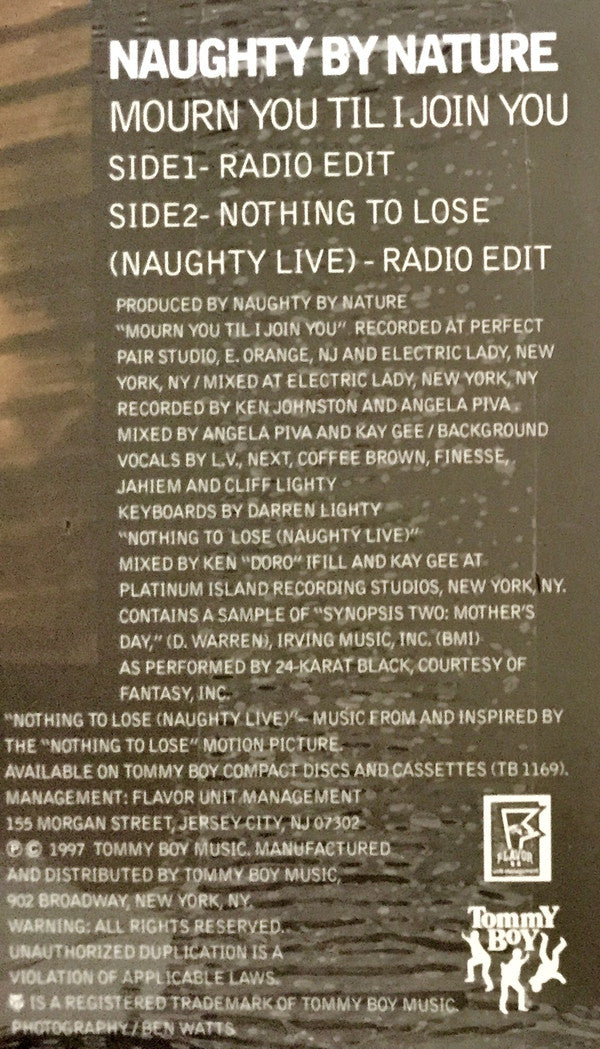 NAUGHTY BY NATURE
MOURN YOU TIL I JOIN YOU
SIDE1- RADIO EDIT
SIDE2- NOTHING TO LOSE
(NAUGHTY LIVE) - RADIO EDIT
PRODUCED BY NAUGHTY BY NATURE
"MOURN YOU TIL I JOIN YOU" RECORDED AT PERFECT
PAIR STUDIO, E. ORANGE, NJ AND ELECTRIC LADY, NEW
YORK, NY / MIXED AT ELECTRIC LADY, NEW YORK, NY
RECORDED BY KEN JOHNSTON AND ANGELA PIVA
MIXED BY ANGELA PIVA AND KAY GEE / BACKGROUND
VOCALS BY L.V., NEXT, COFFEE BROWN, FINESSE,
JAHIEM AND CLIFF LIGHTY
KEYBOARDS BY DARREN LIGHTY
"NOTHING TO LOSE (NAUGHTY LIVE)"
MIXED BY KEN "DORO" IFILL AND KAY GEE AT
PLATINUM ISLAND RECORDING STUDIOS, NEW YORK, NY.
CONTAINS A SAMPLE OF "SYNOPSIS TWO: MOTHER'S
DAY," (D. WARREN), IRVING MUSIC, INC. (BMI)
AS PERFORMED BY 24-KARAT BLACK, COURTESY OF
FANTASY, INC.
"NOTHING TO LOSE (NAUGHTY LIVE)" - MUSIC FROM AND INSPIRED BY
THE "NOTHING TO LOSE" MOTION PICTURE.
AVAILABLE ON TOMMY BOY COMPACT DISCS AND CASSETTES (TB 1169).
MANAGEMENT: FLAVOR UNIT MANAGEMENT
155 MORGAN STREET, JERSEY CITY, NJ 07302
℗ © 1997 TOMMY BOY MUSIC. MANUFACTURED
AND DISTRIBUTED BY TOMMY BOY MUSIC,
902 BROADWAY, NEW YORK, NY.
WARNING: ALL RIGHTS RESERVED.
UNAUTHORIZED DUPLICATION IS A
VIOLATION OF APPLICABLE LAWS.
IS A REGISTERED TRADEMARK OF TOMMY BOY MUSIC.
PHOTOGRAPHY / BEN WATTS
FLAVOR
TOMMY
BOY